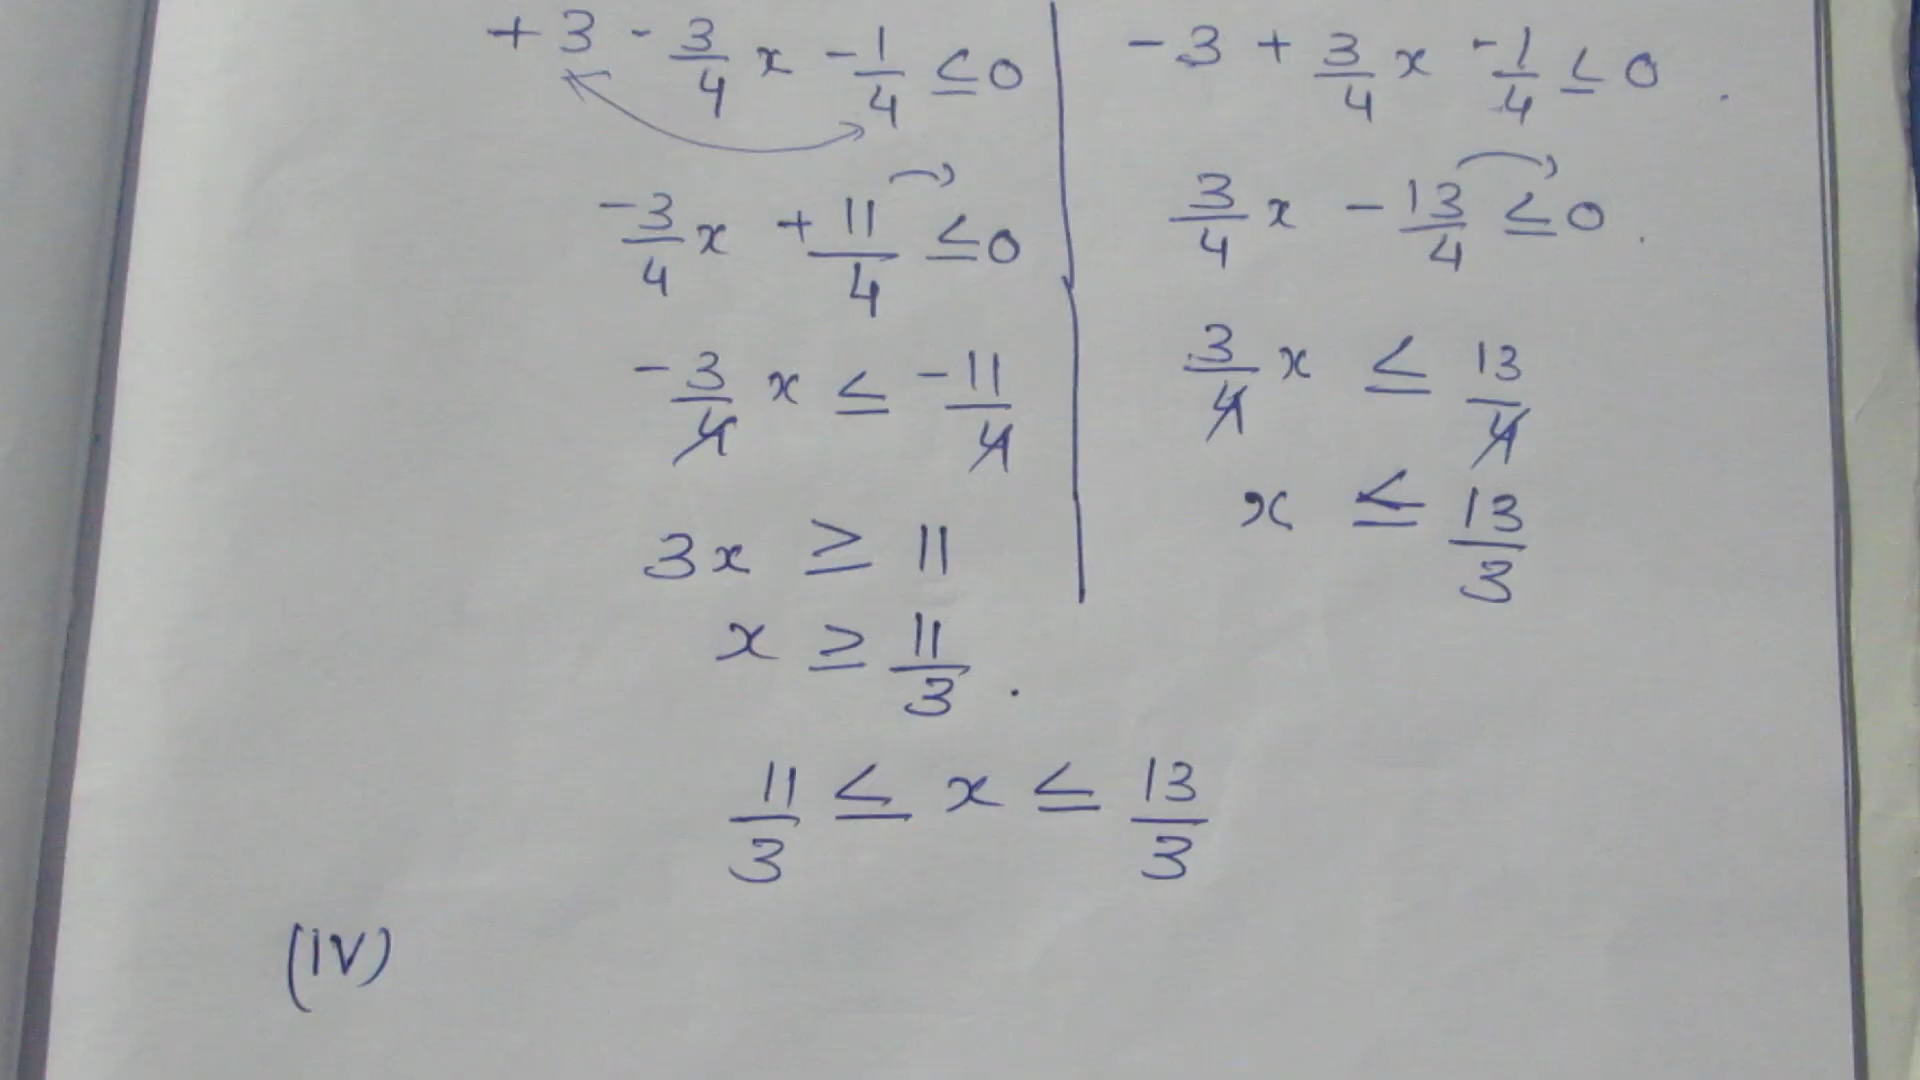 +3 - 3/4 x - 1/4 ≤ 0
-3/4 x + 11/4 ≤ 0
-3/4 x ≤ -11/4
3x ≥ 11
x ≥ 11/3 .
-3 + 3/4 x - 1/4 ≤ 0 .
3/4 x - 13/4 ≤ 0 .
3/4 x ≤ 13/4
x ≤ 13/3
11/3 ≤ x ≤ 13/3
(IV)